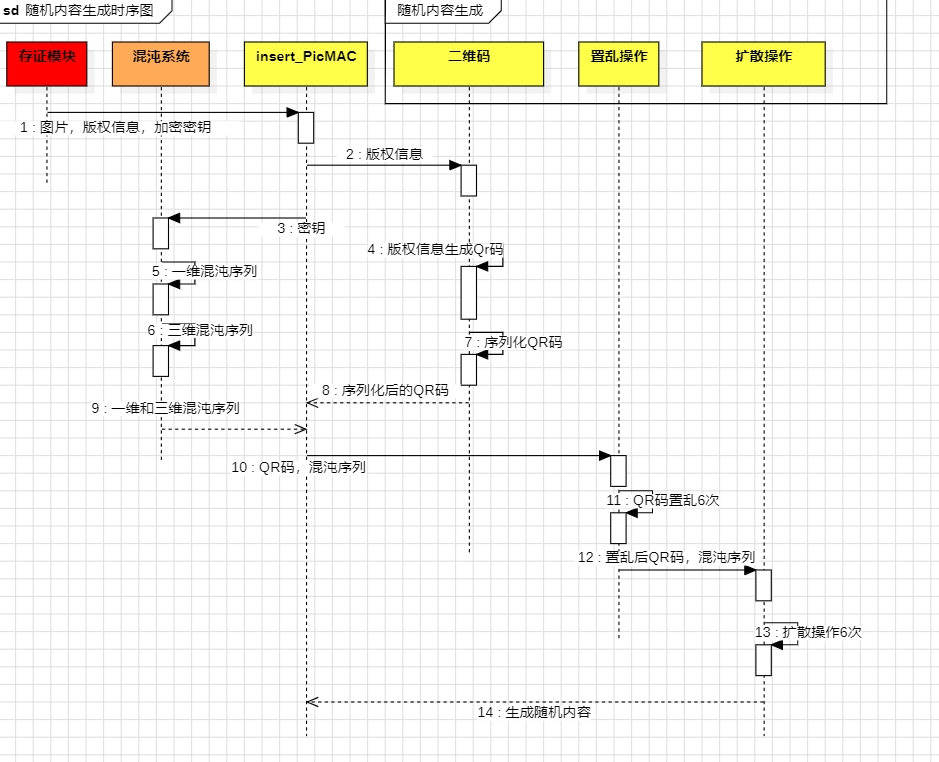 sd 随机内容生成时序图
随机内容生成
存证模块
混沌系统
insert_PicMAC
二维码
置乱操作
扩散操作
1 : 图片，版权信息，加密密钥
2 : 版权信息
3 : 密钥
4 : 版权信息生成Qr码
5 : 一维混沌序列
6 : 三维混沌序列
7 : 序列化QR码
8 : 序列化后的QR码
9 : 一维和三维混沌序列
10 : QR码，混沌序列
11 : QR码置乱6次
12 : 置乱后QR码，混沌序列
13 : 扩散操作6次
14 : 生成随机内容